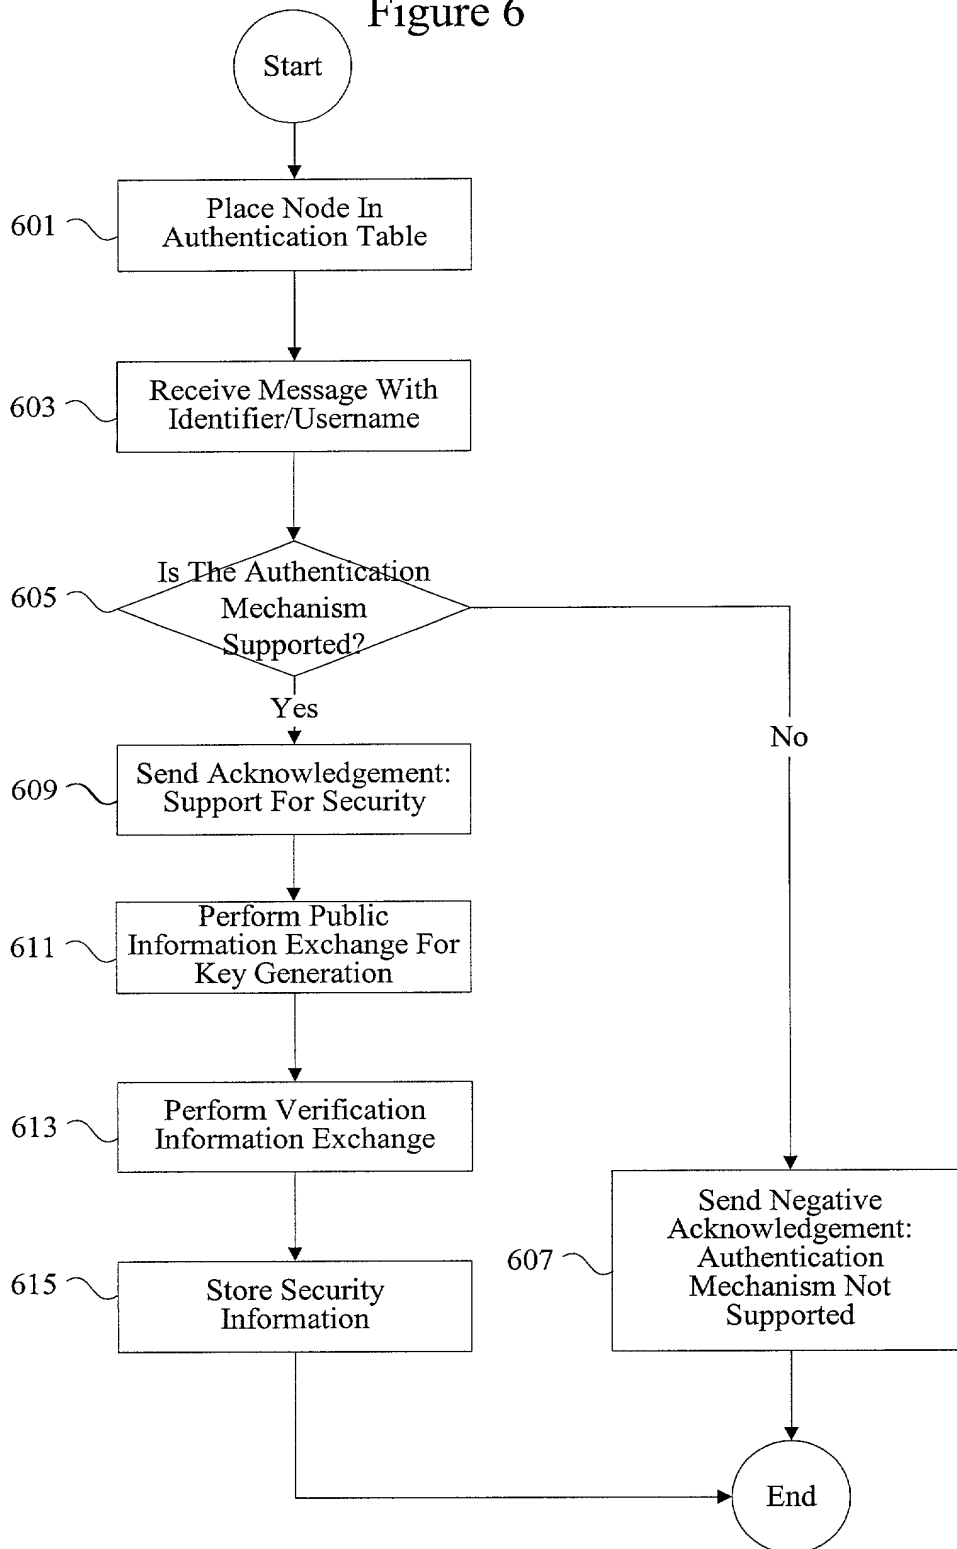 Figure 6
Start
601
Place Node In
Authentication Table
603
Receive Message With
Identifier/Username
605
Is The Authentication
Mechanism
Supported?
Yes
No
609
Send Acknowledgement:
Support For Security
611
Perform Public
Information Exchange For
Key Generation
613
Perform Verification
Information Exchange
607
Send Negative
Acknowledgement:
Authentication
Mechanism Not
Supported
615
Store Security
Information
End